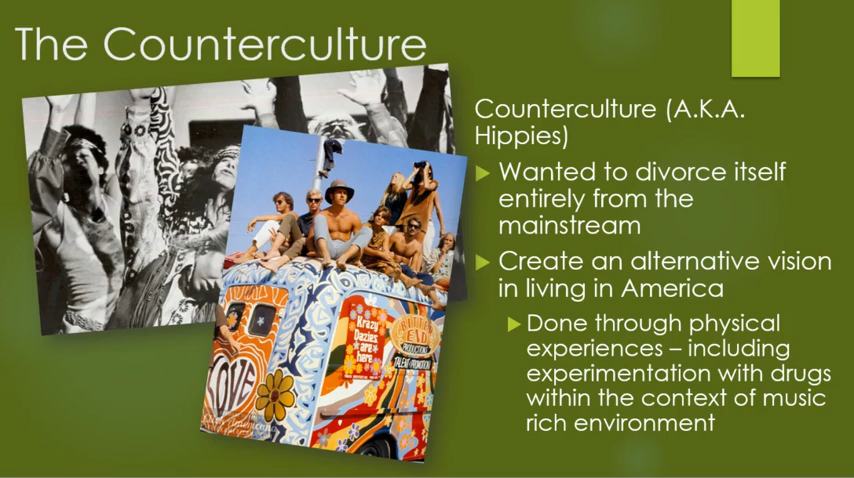 The Counterculture
Counterculture (A.K.A.
Hippies)
Wanted to divorce itself
entirely from the
mainstream
Create an alternative vision
in living in America
Done through physical
experiences – including
experimentation with drugs
within the context of music
rich environment
Krazy
Dazies
are
here
LOVE
PRODUCTIONS
TALENT PROMOTION